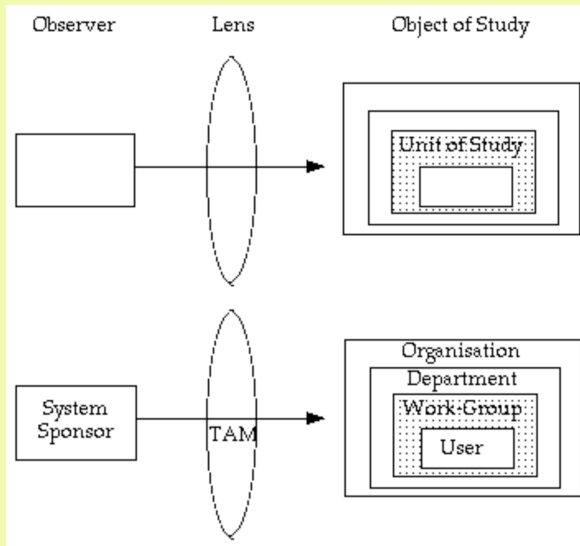 Observer Lens Object of Study
Unit of Study
Organisation
Department
System
Sponsor
TAM
Work-Group
User